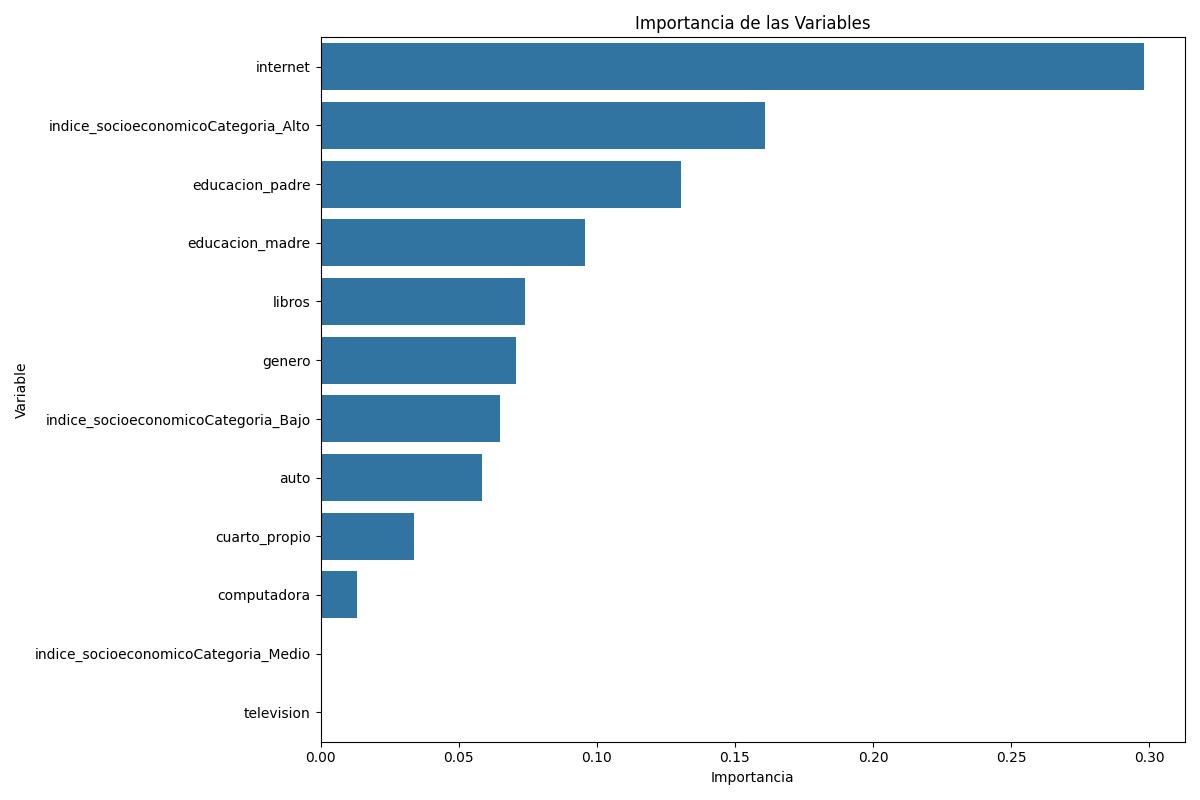 Importancia de las Variables
Variable
internet
indice_socioeconomicoCategoria_Alto
educacion_padre
educacion_madre
libros
genero
indice_socioeconomicoCategoria_Bajo
auto
cuarto_propio
computadora
indice_socioeconomicoCategoria_Medio
television
0.00 0.05 0.10 0.15 0.20 0.25 0.30
Importancia